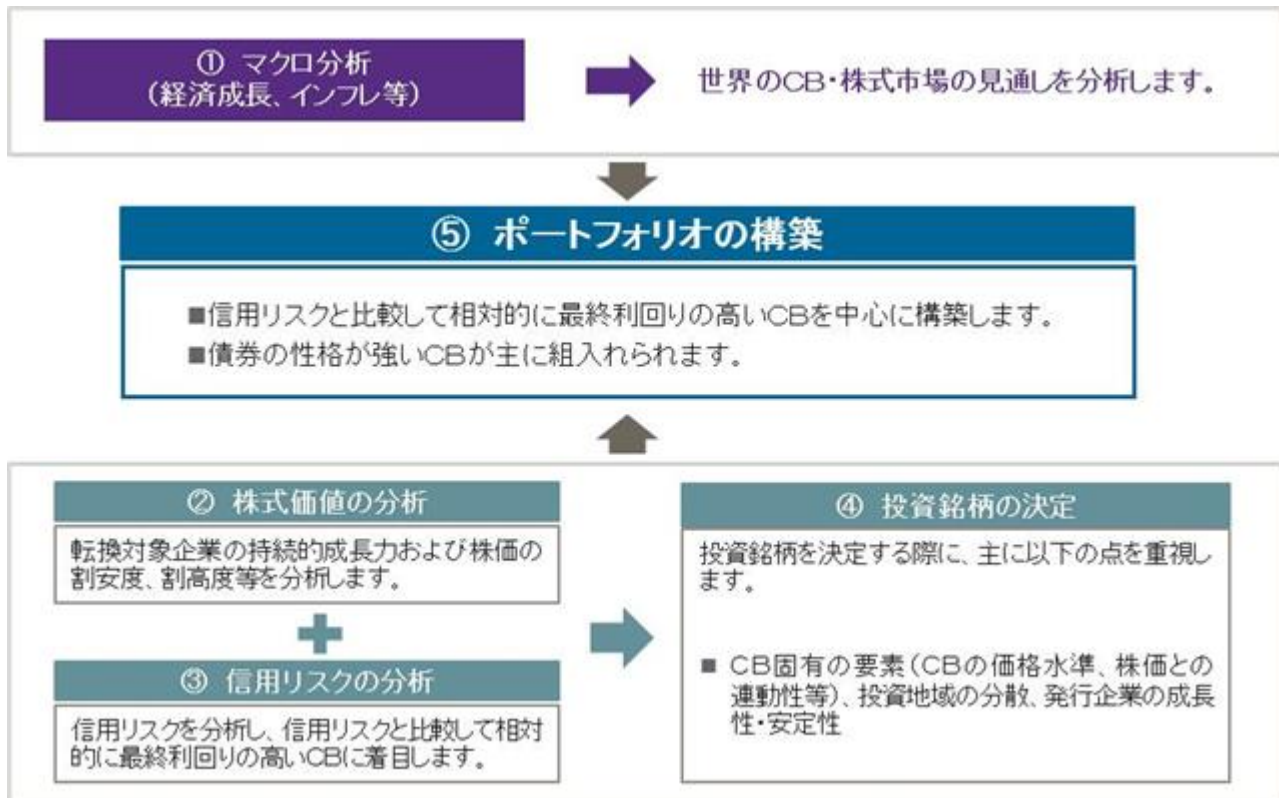 ① マクロ分析
(経済成長、インフレ等)
世界のCB・株式市場の見通しを分析します。
⑤ ポートフォリオの構築
■信用リスクと比較して相対的に最終利回りの高いCBを中心に構築します。
■債券の性格が強いCBが主に組入れられます。
② 株式価値の分析
転換対象企業の持続的成長力および株価の
割安度、割高度等を分析します。
③ 信用リスクの分析
信用リスクを分析し、信用リスクと比較して相対
的に最終利回りの高いCBに着目します。
④ 投資銘柄の決定
投資銘柄を決定する際に、主に以下の点を重視し
ます。
■ CB固有の要素(CBの価格水準、株価との
連動性等)、投資地域の分散、発行企業の成長
性・安定性